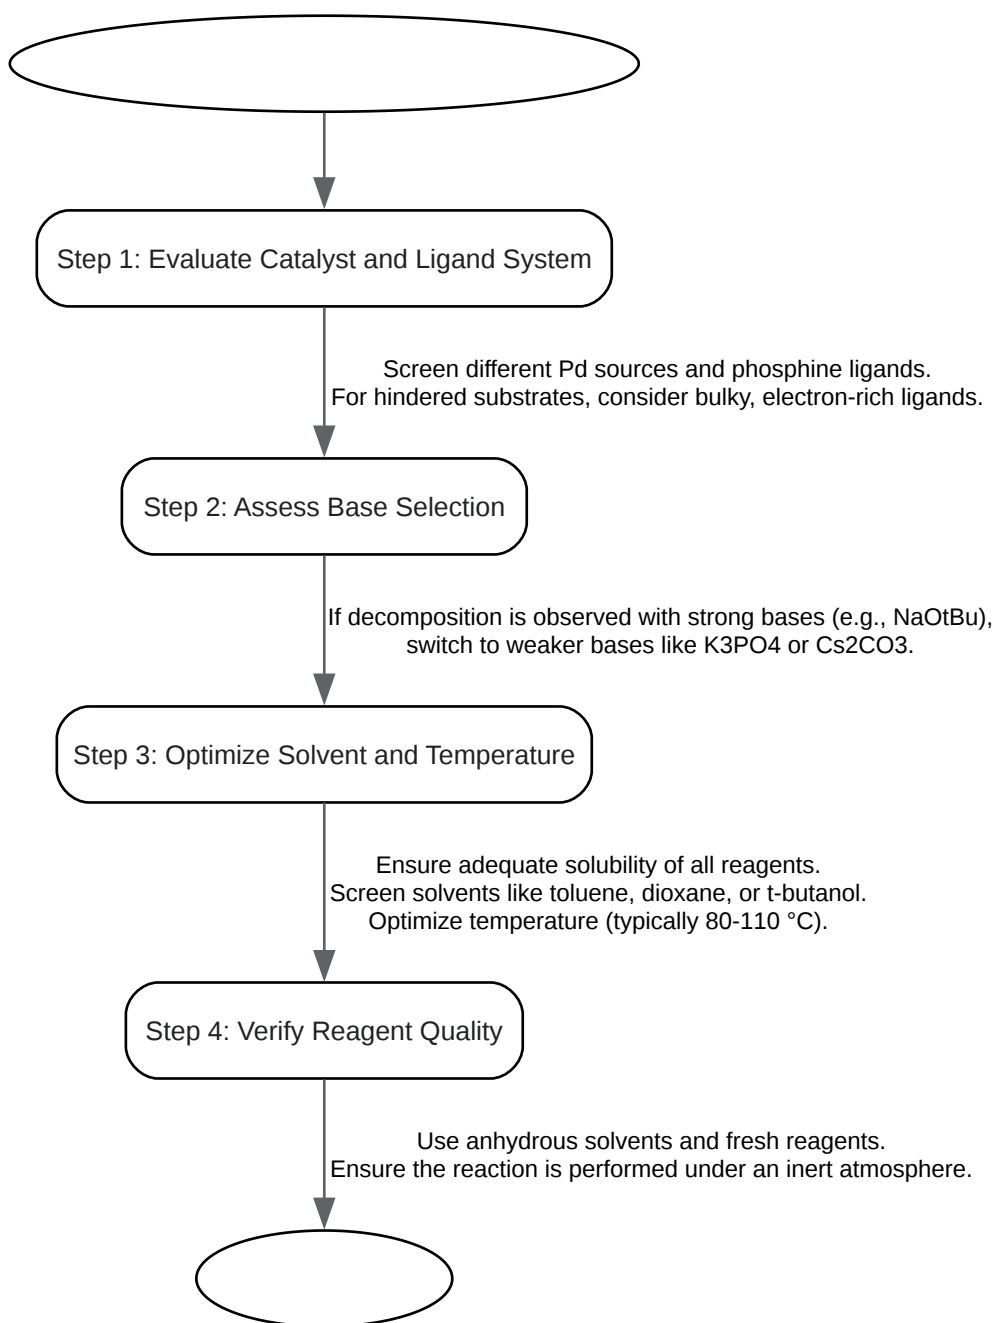 Step 1: Evaluate Catalyst and Ligand System
Screen different Pd sources and phosphine ligands.
For hindered substrates, consider bulky, electron-rich ligands.
Step 2: Assess Base Selection
If decomposition is observed with strong bases (e.g., NaOtBu),
switch to weaker bases like K3PO4 or Cs2CO3.
Step 3: Optimize Solvent and Temperature
Ensure adequate solubility of all reagents.
Screen solvents like toluene, dioxane, or t-butanol.
Optimize temperature (typically 80-110 °C).
Step 4: Verify Reagent Quality
Use anhydrous solvents and fresh reagents.
Ensure the reaction is performed under an inert atmosphere.